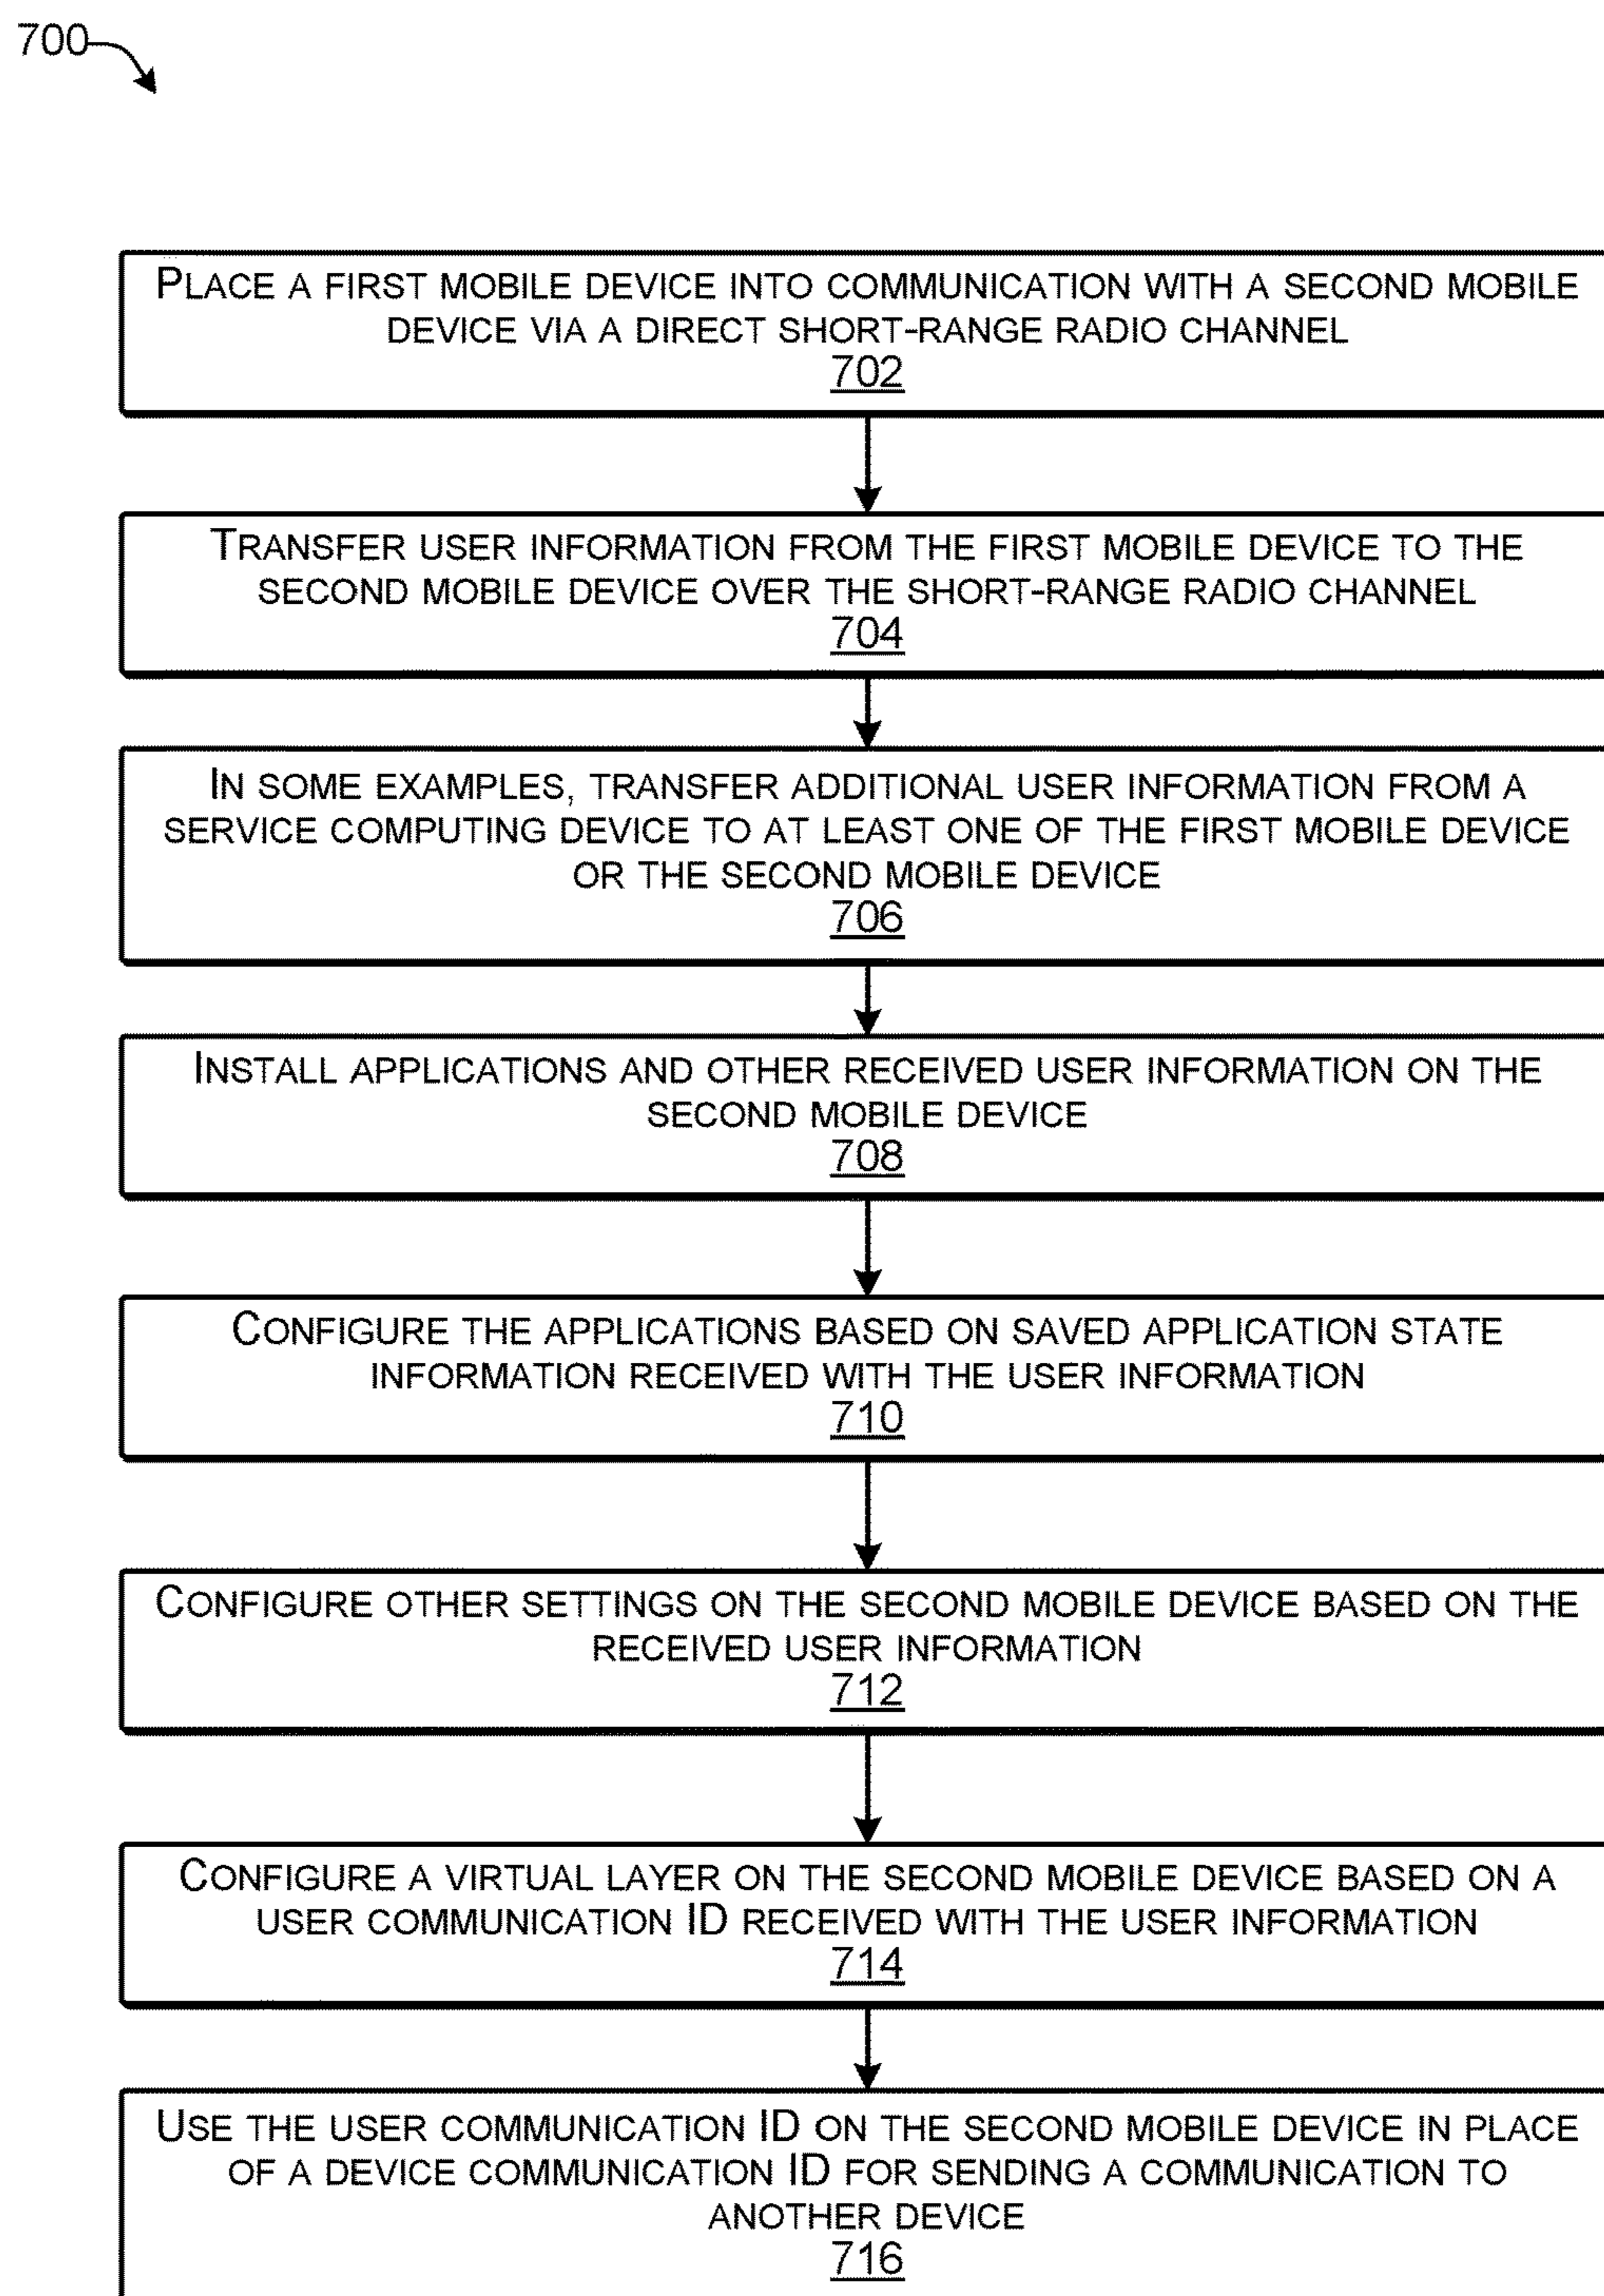 700
PLACE A FIRST MOBILE DEVICE INTO COMMUNICATION WITH A SECOND MOBILE
DEVICE VIA A DIRECT SHORT-RANGE RADIO CHANNEL
702
TRANSFER USER INFORMATION FROM THE FIRST MOBILE DEVICE TO THE
SECOND MOBILE DEVICE OVER THE SHORT-RANGE RADIO CHANNEL
704
IN SOME EXAMPLES, TRANSFER ADDITIONAL USER INFORMATION FROM A
SERVICE COMPUTING DEVICE TO AT LEAST ONE OF THE FIRST MOBILE DEVICE
OR THE SECOND MOBILE DEVICE
706
INSTALL APPLICATIONS AND OTHER RECEIVED USER INFORMATION ON THE
SECOND MOBILE DEVICE
708
CONFIGURE THE APPLICATIONS BASED ON SAVED APPLICATION STATE
INFORMATION RECEIVED WITH THE USER INFORMATION
710
CONFIGURE OTHER SETTINGS ON THE SECOND MOBILE DEVICE BASED ON THE
RECEIVED USER INFORMATION
712
CONFIGURE A VIRTUAL LAYER ON THE SECOND MOBILE DEVICE BASED ON A
USER COMMUNICATION ID RECEIVED WITH THE USER INFORMATION
714
USE THE USER COMMUNICATION ID ON THE SECOND MOBILE DEVICE IN PLACE
OF A DEVICE COMMUNICATION ID FOR SENDING A COMMUNICATION TO
ANOTHER DEVICE
716